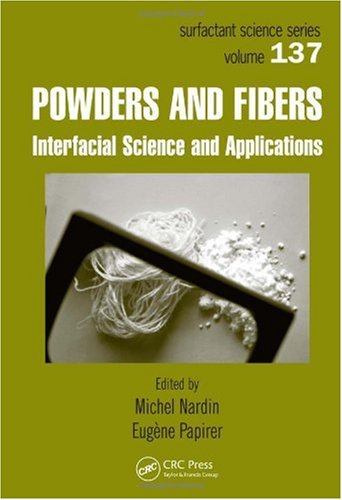 surfactant science series
volume 137
POWDERS AND FIBERS
Interfacial Science and Applications
Edited by
Michel Nardin
Eugène Papirer
CRC
CRC Press
Taylor & Francis Group